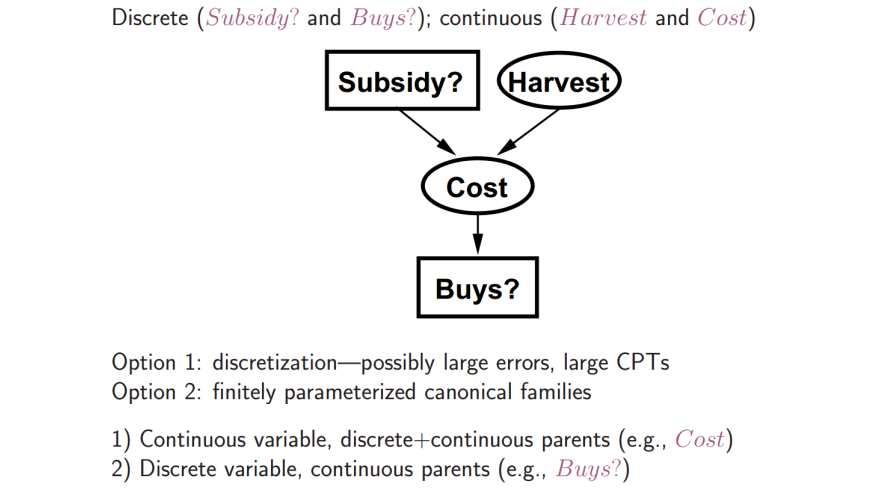 Discrete (Subsidy? and Buys?); continuous (Harvest and Cost)
Subsidy? Harvest
Cost
Buys?
Option 1: discretization—possibly large errors, large CPTs
Option 2: finitely parameterized canonical families
1) Continuous variable, discrete+continuous parents (e.g., Cost)
2) Discrete variable, continuous parents (e.g., Buys?)